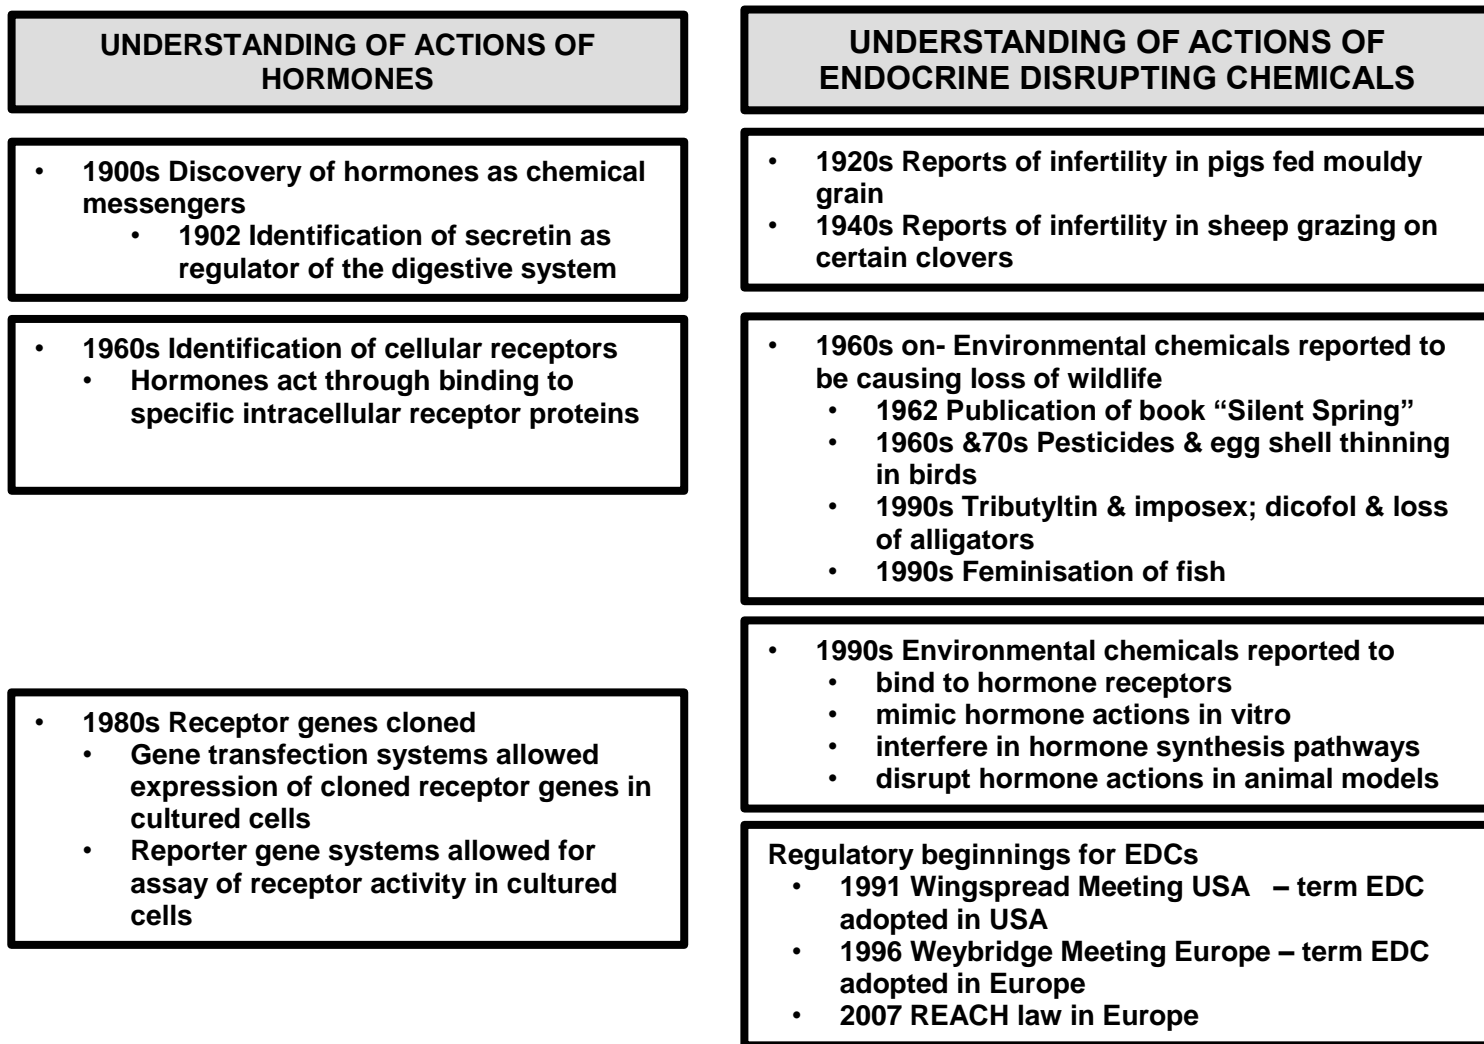 UNDERSTANDING OF ACTIONS OF
HORMONES
• 1900s Discovery of hormones as chemical
messengers
• 1902 Identification of secretin as
regulator of the digestive system
• 1960s Identification of cellular receptors
• Hormones act through binding to
specific intracellular receptor proteins
• 1980s Receptor genes cloned
• Gene transfection systems allowed
expression of cloned receptor genes in
cultured cells
• Reporter gene systems allowed for
assay of receptor activity in cultured
cells
UNDERSTANDING OF ACTIONS OF
ENDOCRINE DISRUPTING CHEMICALS
• 1920s Reports of infertility in pigs fed mouldy
grain
• 1940s Reports of infertility in sheep grazing on
certain clovers
• 1960s on- Environmental chemicals reported to
be causing loss of wildlife
• 1962 Publication of book “Silent Spring”
• 1960s &70s Pesticides & egg shell thinning
in birds
• 1990s Tributyltin & imposex; dicofol & loss
of alligators
• 1990s Feminisation of fish
• 1990s Environmental chemicals reported to
• bind to hormone receptors
• mimic hormone actions in vitro
• interfere in hormone synthesis pathways
• disrupt hormone actions in animal models
Regulatory beginnings for EDCs
• 1991 Wingspread Meeting USA – term EDC
adopted in USA
• 1996 Weybridge Meeting Europe – term EDC
adopted in Europe
• 2007 REACH law in Europe